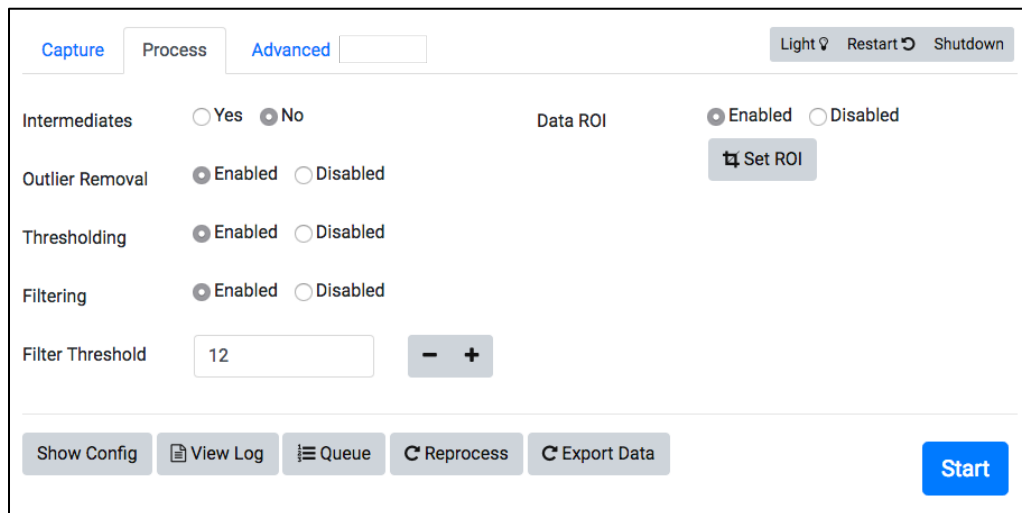 Capture Process Advanced Light Restart Shutdown
Intermediates Yes No Data ROI Enabled Disabled
Set ROI
Outlier Removal Enabled Disabled
Thresholding Enabled Disabled
Filtering Enabled Disabled
Filter Threshold 12 − +
Show Config View Log Queue Reprocess Export Data
Start